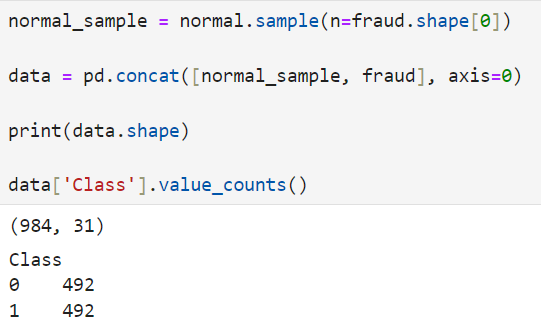 normal_sample = normal.sample(n=fraud.shape[0])
data = pd.concat([normal_sample, fraud], axis=0)
print(data.shape)
data['Class'].value_counts()
(984, 31)
Class
0    492
1    492